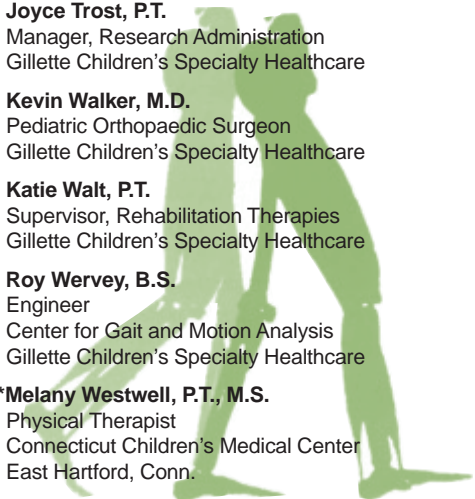 Joyce Trost, P.T.
Manager, Research Administration
Gillette Children’s Specialty Healthcare
Kevin Walker, M.D.
Pediatric Orthopaedic Surgeon
Gillette Children’s Specialty Healthcare
Katie Walt, P.T.
Supervisor, Rehabilitation Therapies
Gillette Children’s Specialty Healthcare
Roy Wervey, B.S.
Engineer
Center for Gait and Motion Analysis
Gillette Children’s Specialty Healthcare
*Melany Westwell, P.T., M.S.
Physical Therapist
Connecticut Children’s Medical Center
East Hartford, Conn.